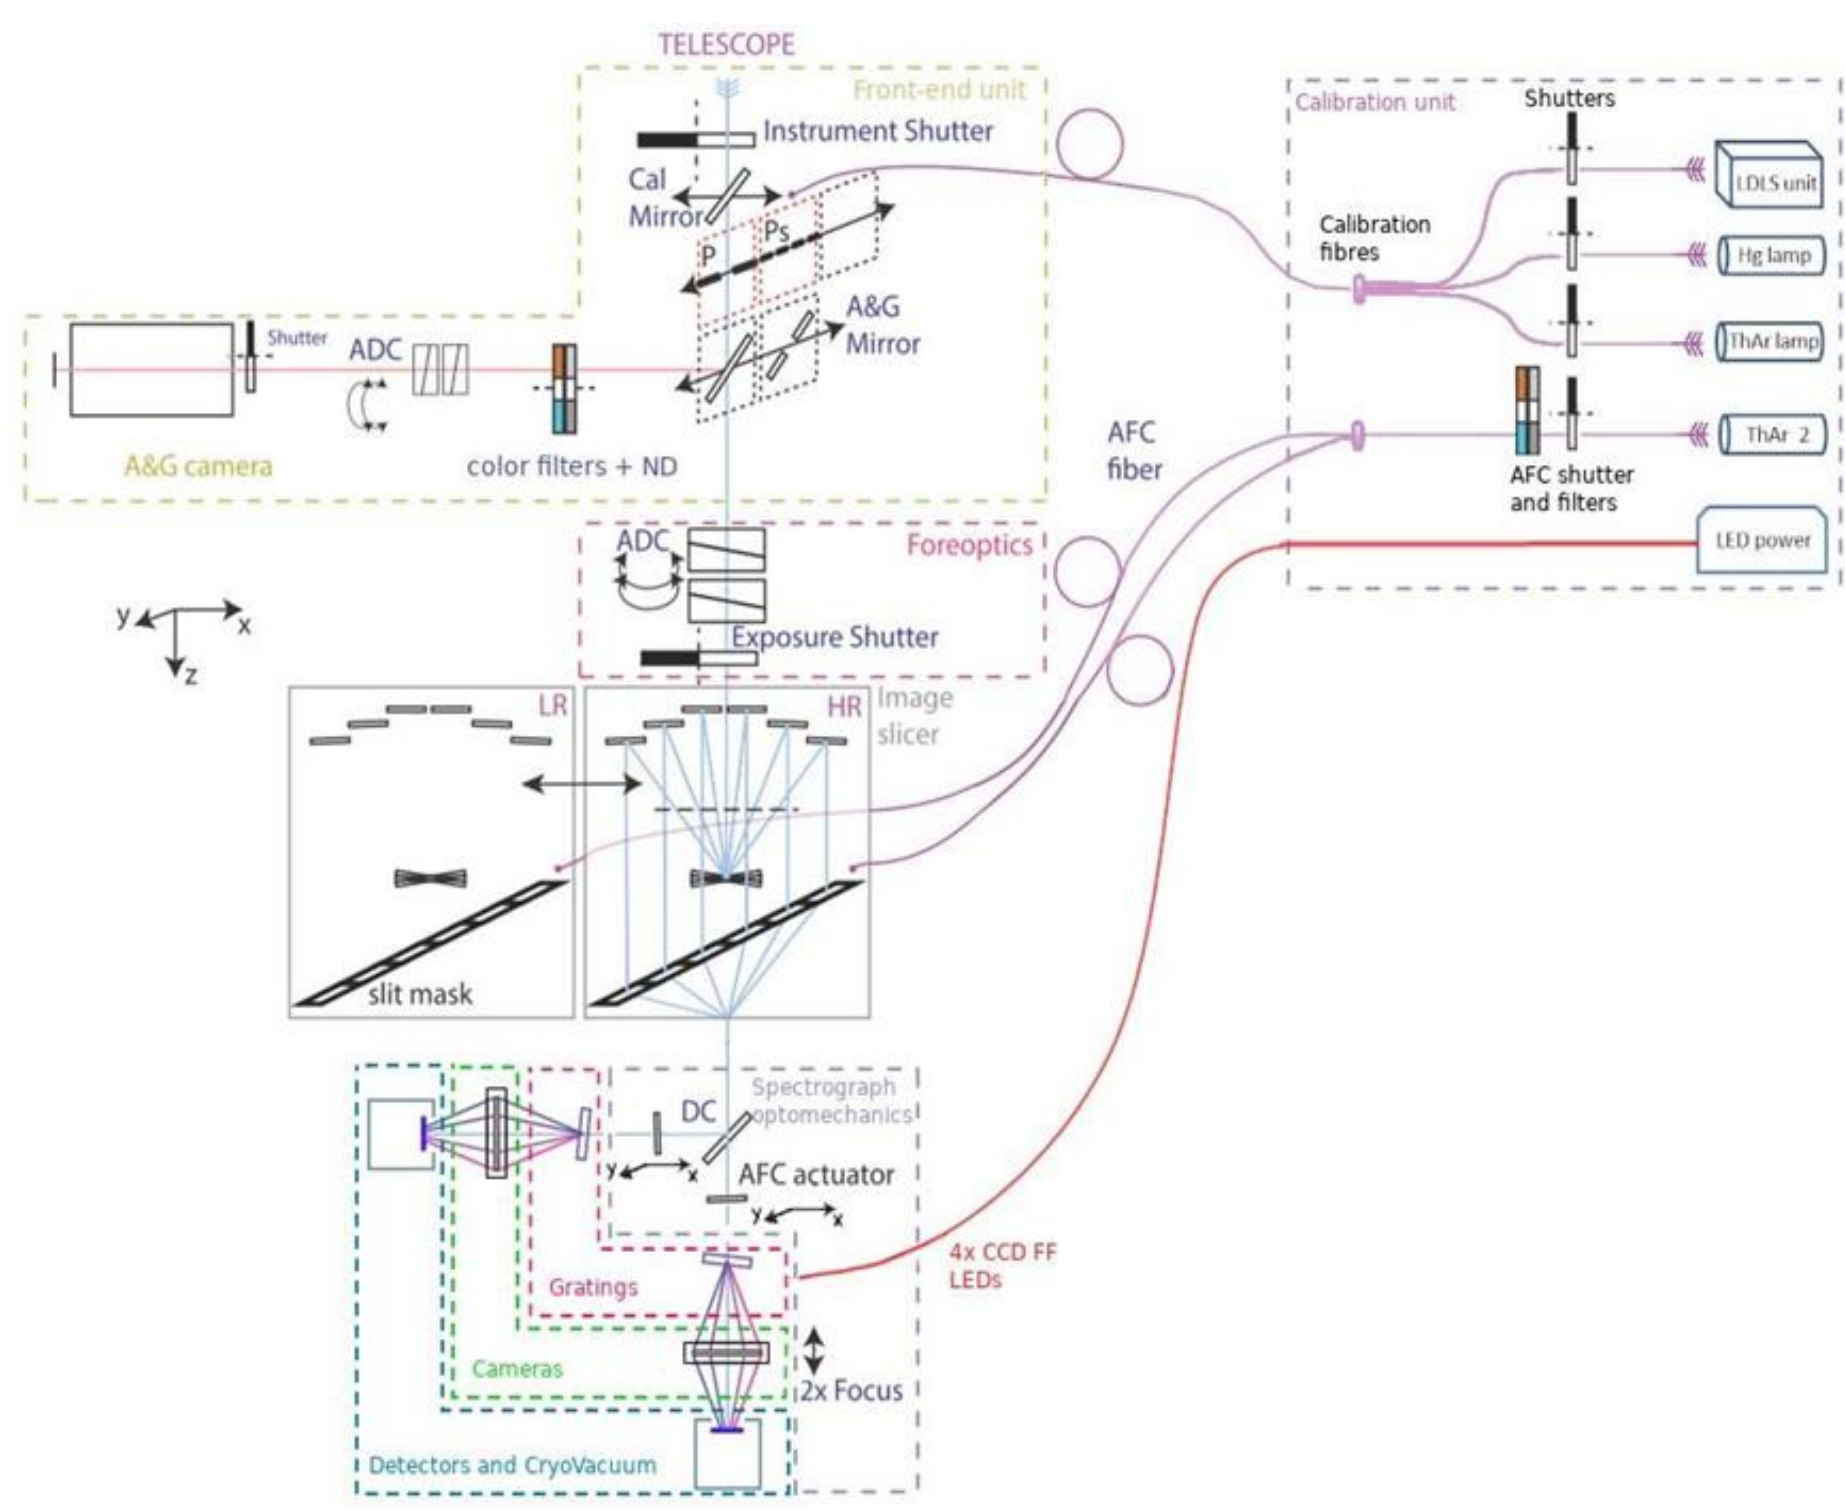 TELESCOPE
Front-end unit
Instrument Shutter
Cal
Mirror
P
Ps
A&G
Mirror
Shutter
ADC
A&G camera
color filters + ND
Calibration unit
Shutters
LDLS unit
Calibration
fibres
Hg lamp
ThAr lamp
ThAr 2
AFC shutter
and filters
LED power
AFC
fiber
ADC
Foreoptics
Exposure Shutter
y
x
z
LR
HR
Image
slicer
slit mask
Spectrograph
optomechanics
DC
y
x
AFC actuator
y
x
4x CCD FF
LEDs
Gratings
Cameras
2x Focus
Detectors and CryoVacuum